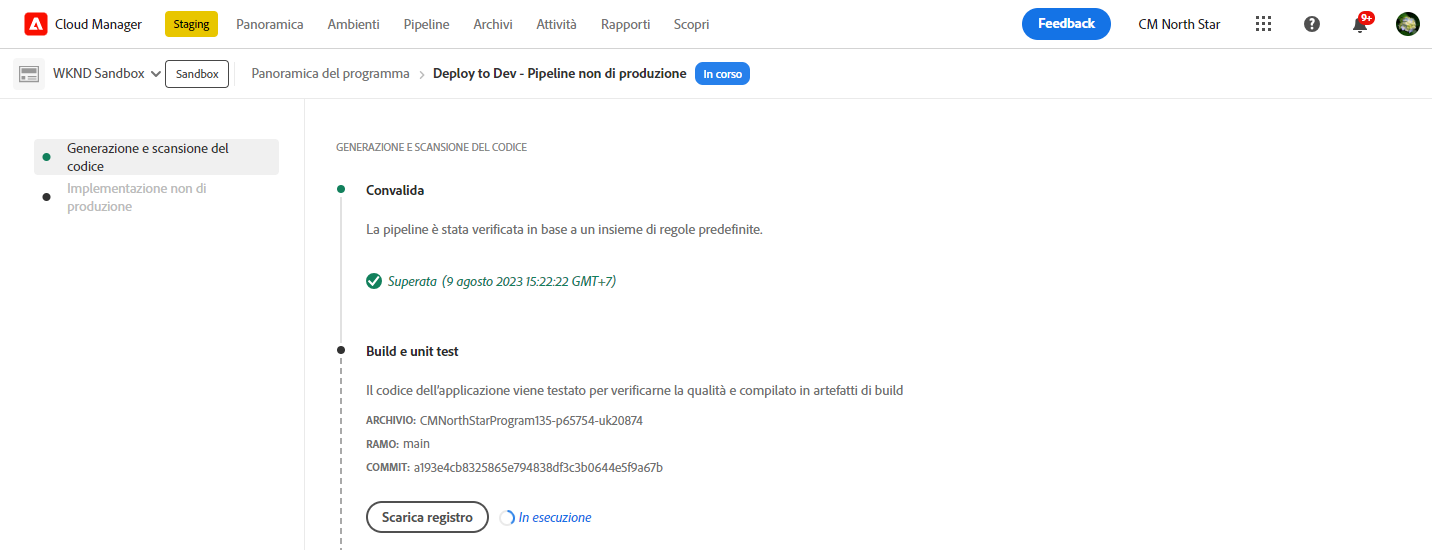 Cloud Manager Staging Panoramica Ambienti Pipeline Archivi Attività Rapporti Scopri Feedback CM North Star ? 9+
WKND Sandbox Sandbox Panoramica del programma > Deploy to Dev - Pipeline non di produzione In corso
Generazione e scansione del
codice
Implementazione non di
produzione
GENERAZIONE E SCANSIONE DEL CODICE
Convalida
La pipeline è stata verificata in base a un insieme di regole predefinite.
Superata (9 agosto 2023 15:22:22 GMT+7)
Build e unit test
Il codice dell'applicazione viene testato per verificarne la qualità e compilato in artefatti di build
ARCHIVIO: CMNorthStarProgram135-p65754-uk20874
RAMO: main
COMMIT: a193e4cb8325865e794838df3c3b0644e5f9a67b
Scarica registro In esecuzione